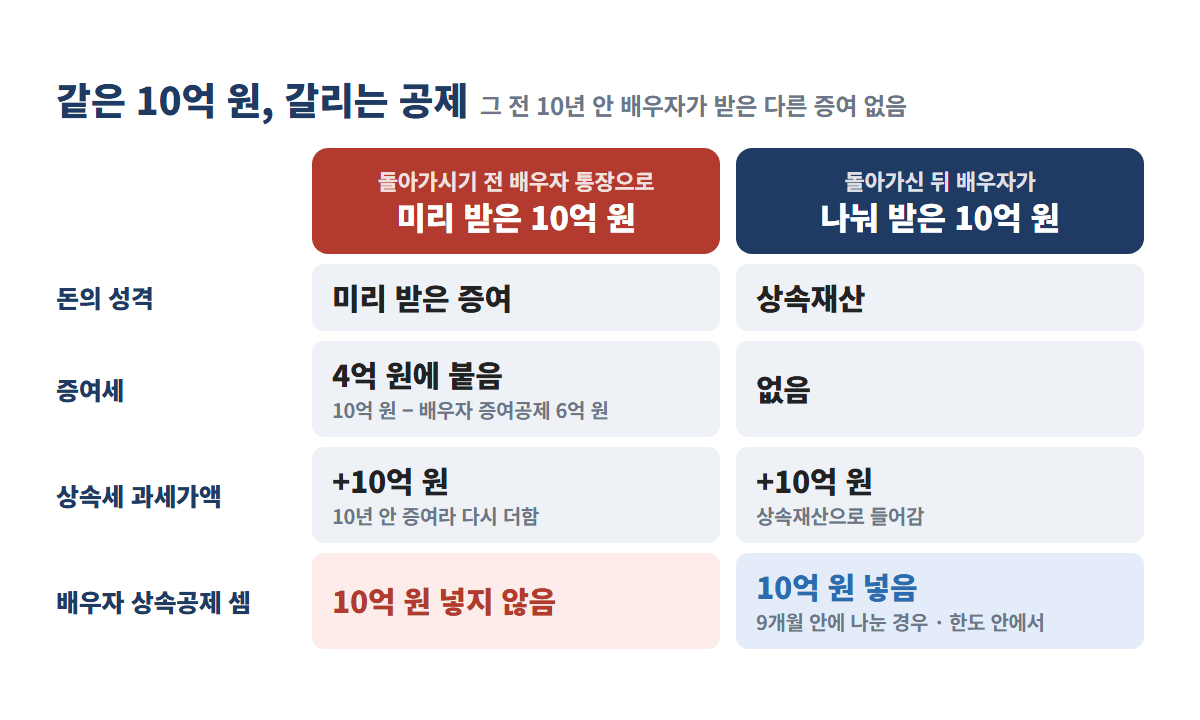 같은 10억 원, 갈리는 공제 그 전 10년 안 배우자가 받은 다른 증여 없음
돌아가시기 전 배우자 통장으로
미리 받은 10억 원
돌아가신 뒤 배우자가
나눠 받은 10억 원
돈의 성격
미리 받은 증여
상속재산
증여세
4억 원에 붙음
10억 원 − 배우자 증여공제 6억 원
없음
상속세 과세가액
+10억 원
10년 안 증여라 다시 더함
+10억 원
상속재산으로 들어감
배우자 상속공제 셈
10억 원 넣지 않음
10억 원 넣음
9개월 안에 나눈 경우 · 한도 안에서